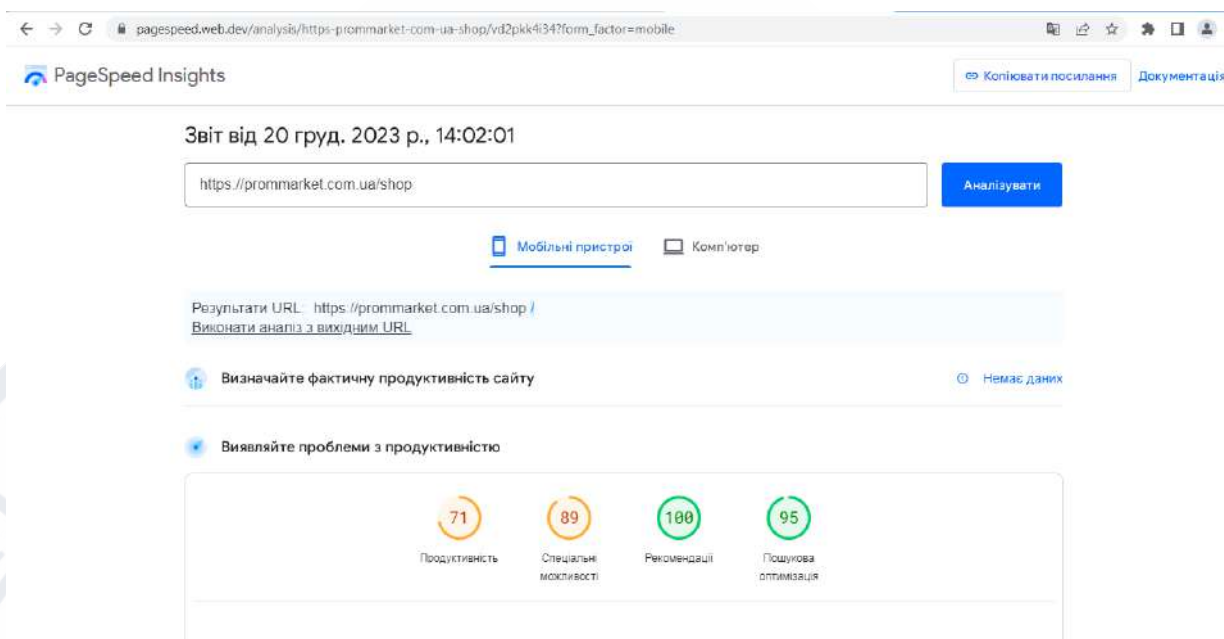 pagespeed.web.dev/analysis/https-prommarket-com-ua-shop/vd2pkk4i34?form_factor=mobile
PageSpeed Insights
Копіювати посилання
Документація
Звіт від 20 груд. 2023 р., 14:02:01
https://prommarket.com.ua/shop
Аналізувати
Мобільні пристрої
Комп'ютер
Результати URL: https://prommarket.com.ua/shop/
Виконати аналіз з вихідним URL
Визначайте фактичну продуктивність сайту
Немає даних
Виявляйте проблеми з продуктивністю
71
89
100
95
Продуктивність
Спеціальні
можливості
Рекомендації
Пошукова
оптимізація